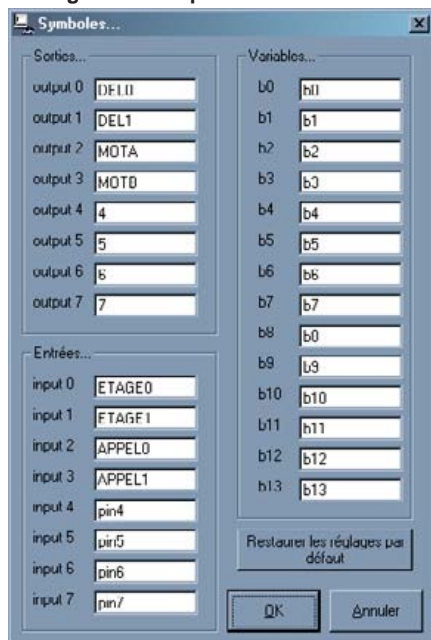 Symboles...
Sorties...
output 0 DEL0
output 1 DEL1
output 2 MOTA
output 3 MOTB
output 4 4
output 5 5
output 6 6
output 7 7
Entrées...
input 0 ETAGE0
input 1 ETAGE1
input 2 APPEL0
input 3 APPEL1
input 4 pin4
input 5 pin5
input 6 pin6
input 7 pin7
Variables...
b0 b0
b1 b1
b2 b2
b3 b3
b4 b4
b5 b5
b6 b6
b7 b7
b8 b8
b9 b9
b10 b10
b11 b11
b12 b12
b13 b13
Restaurer les réglages par
défaut
OK
Annuler